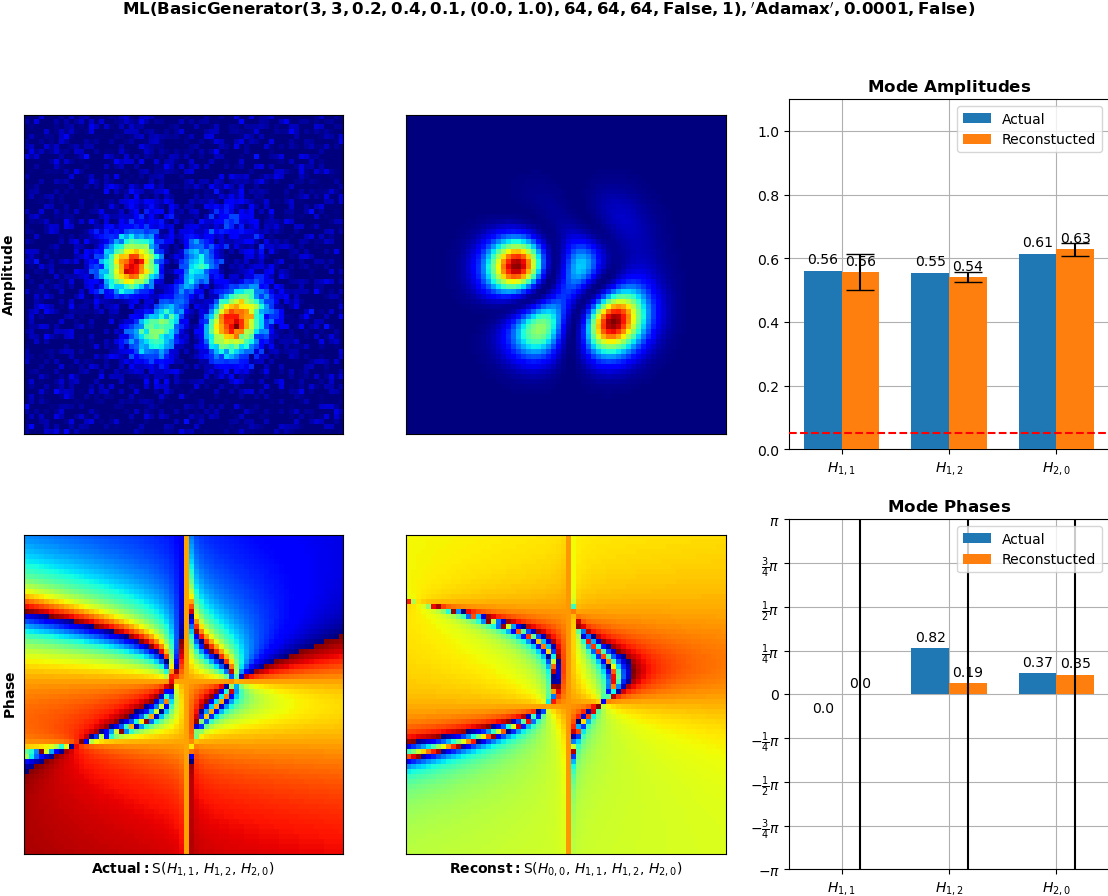 ML(BasicGenerator(3, 3, 0.2, 0.4, 0.1, (0.0, 1.0), 64, 64, 64, False, 1), ′Adamax′, 0.0001, False)
Amplitude
Mode Amplitudes
Actual
Reconstucted
1.0
0.8
0.6
0.4
0.2
0.0
0.56
0.56
0.55
0.54
0.61
0.63
H1,1
H1,2
H2,0
Phase
Actual: S(H1,1, H1,2, H2,0)
Reconst: S(H0,0, H1,1, H1,2, H2,0)
Mode Phases
Actual
Reconstucted
π
3/4π
1/2π
1/4π
0
−1/4π
−1/2π
−3/4π
−π
0.0
0.0
0.82
0.19
0.37
0.35
H1,1
H1,2
H2,0